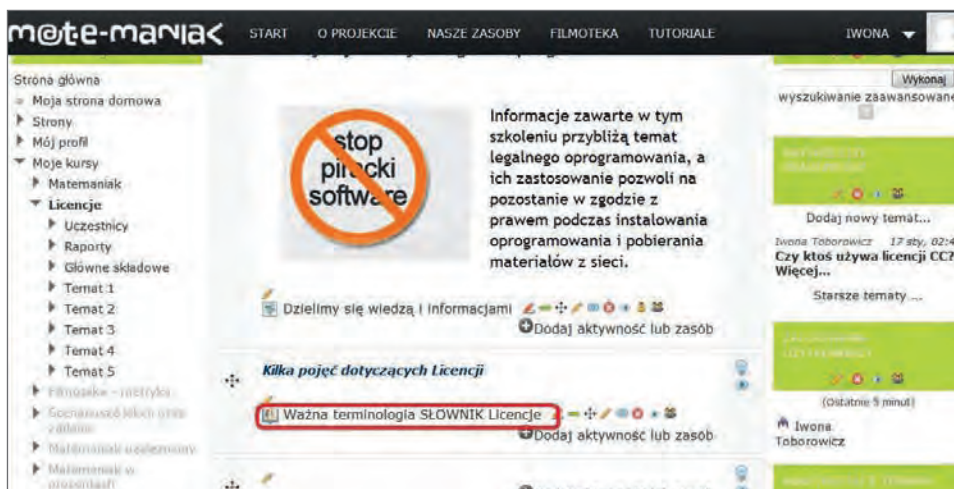 m@te-maniak
START O PROJEKCIE NASZE ZASOBY FILMOTEKA TUTORIALE IWONA
Strona główna
Moja strona domowa
Strony
Mój profil
Moje kursy
Matemaniak
Licencje
Uczestnicy
Raporty
Główne składowe
Temat 1
Temat 2
Temat 3
Temat 4
Temat 5
Filmoteka - metryka
Matemaniak w
stop
piracki
software
Informacje zawarte w tym
szkoleniu przybliżą temat
legalnego oprogramowania, a
ich zastosowanie pozwoli na
pozostanie w zgodzie z
prawem podczas instalowania
oprogramowania i pobierania
materiałów z sieci.
Dzielimy się wiedzą i informacjami
Dodaj aktywność lub zasób
Kilka pojęć dotyczących Licencji
Ważna terminologia SŁOWNIK Licencje
Dodaj aktywność lub zasób
Wykonaj
wyszukiwanie zaawansowane
Dodaj nowy temat...
Iwona Toborowicz 17 sty, 02:4
Czy ktoś używa licencji CC?
Więcej...
Starsze tematy ...
(Ostatnie 5 minut)
Iwona
Toborowicz